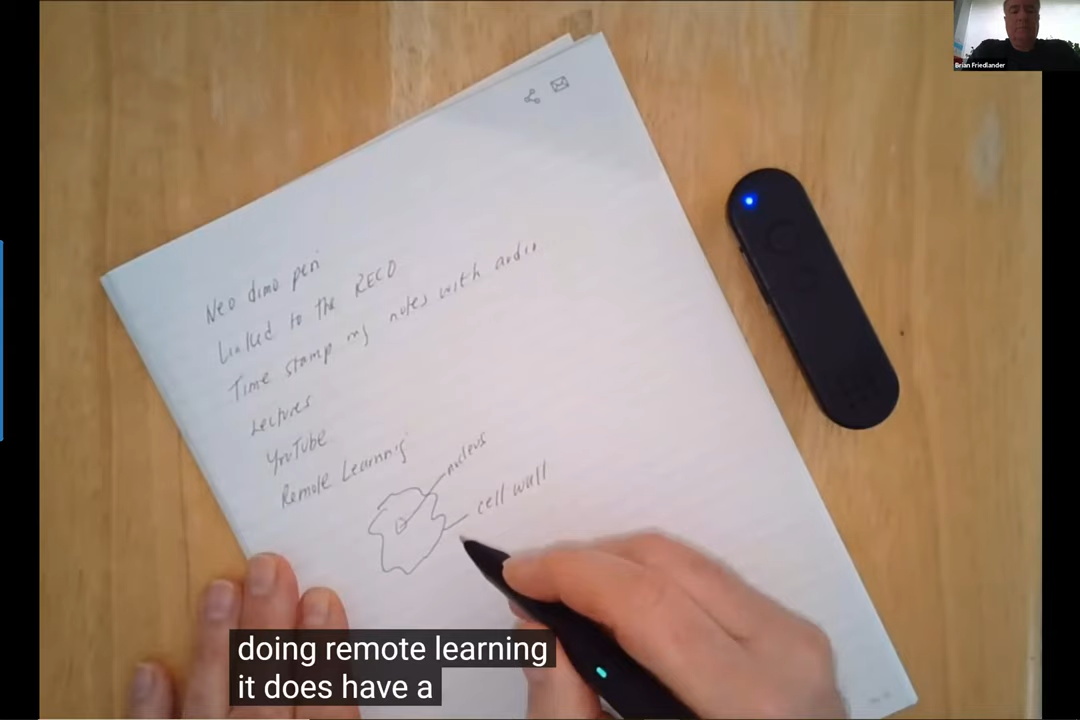 Brian Friedlander
Neo dimo pen
Linked to the RECO
Time stamp my notes with audio
Lectures
YouTube
Remote Learning
nucleus
cell wall
doing remote learning
it does have a